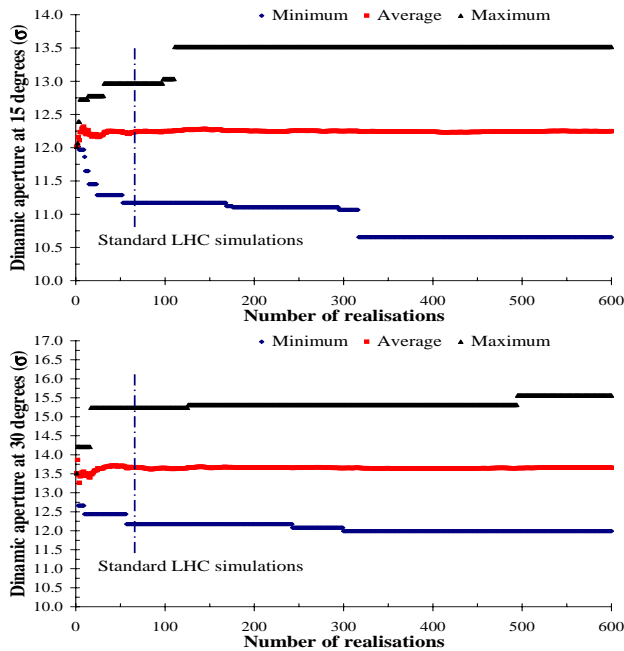 Minimum Average Maximum
14.0
13.5
13.0
12.5
12.0
11.5
11.0
10.5
10.0
Dinamic aperture at 15 degrees (σ)
Standard LHC simulations
0 100 200 300 400 500 600
Number of realisations
Minimum Average Maximum
17.0
16.5
16.0
15.5
15.0
14.5
14.0
13.5
13.0
12.5
12.0
11.5
11.0
10.5
10.0
Dinamic aperture at 30 degrees (σ)
Standard LHC simulations
0 100 200 300 400 500 600
Number of realisations